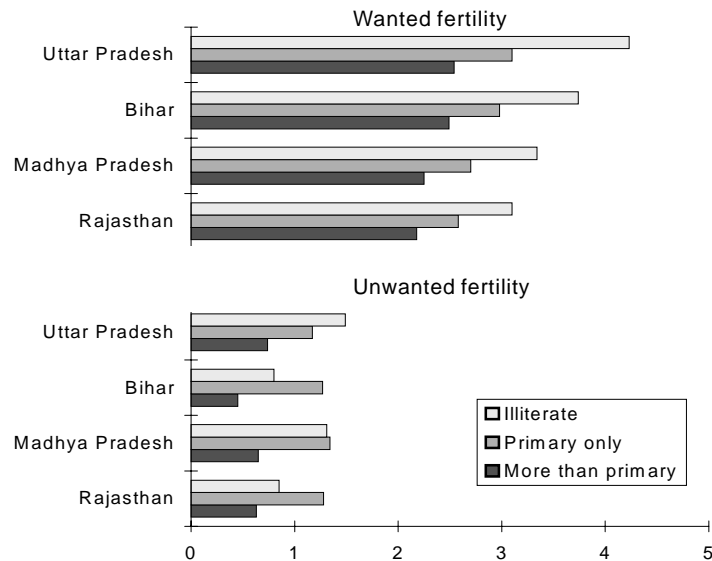 Wanted fertility
Uttar Pradesh
Bihar
Madhya Pradesh
Rajasthan
Unwanted fertility
Uttar Pradesh
Bihar
Madhya Pradesh
Rajasthan
Illiterate
Primary only
More than primary
0 1 2 3 4 5